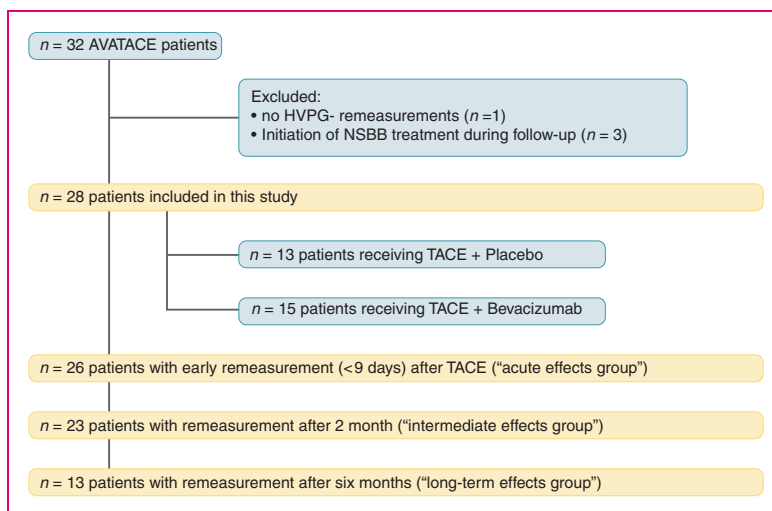 n = 32 AVATACE patients
Excluded:
• no HVPG- remeasurements (n =1)
• Initiation of NSBB treatment during follow-up (n = 3)
n = 28 patients included in this study
n = 13 patients receiving TACE + Placebo
n = 15 patients receiving TACE + Bevacizumab
n = 26 patients with early remeasurement (<9 days) after TACE (“acute effects group”)
n = 23 patients with remeasurement after 2 month (“intermediate effects group”)
n = 13 patients with remeasurement after six months (“long-term effects group”)